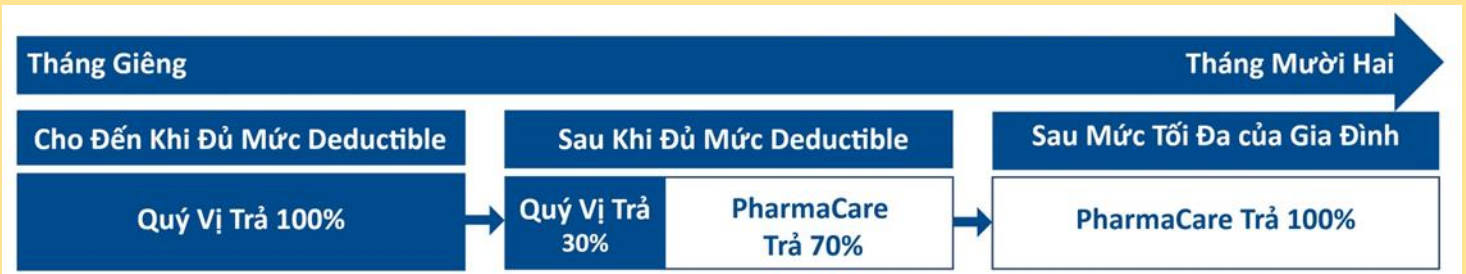 Tháng Giêng
Tháng Mười Hai
Cho Đến Khi Đủ Mức Deductible
Sau Khi Đủ Mức Deductible
Sau Mức Tối Đa của Gia Đình
Quý Vị Trả 100%
Quý Vị Trả
30%
PharmaCare
Trả 70%
PharmaCare Trả 100%